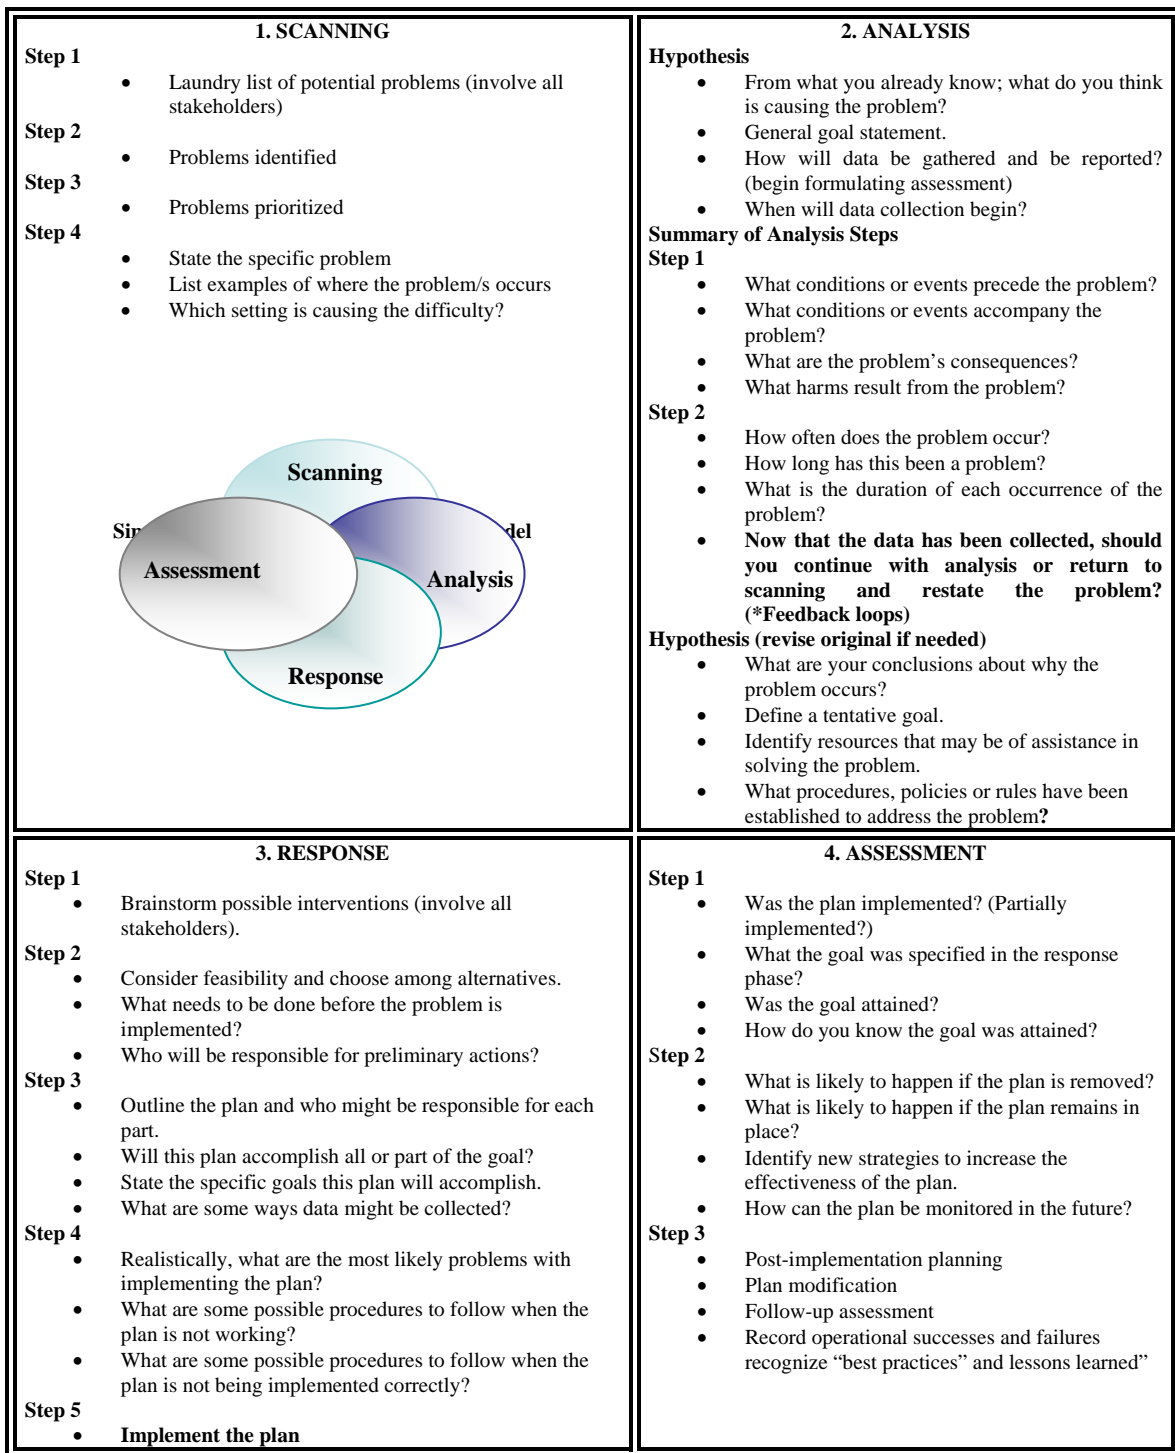 1. SCANNING
Step 1
• Laundry list of potential problems (involve all
stakeholders)
Step 2
• Problems identified
Step 3
• Problems prioritized
Step 4
• State the specific problem
• List examples of where the problem/s occurs
• Which setting is causing the difficulty?
Scanning
Assessment
Analysis
Response
2. ANALYSIS
Hypothesis
• From what you already know; what do you think
is causing the problem?
• General goal statement.
• How will data be gathered and be reported?
(begin formulating assessment)
• When will data collection begin?
Summary of Analysis Steps
Step 1
• What conditions or events precede the problem?
• What conditions or events accompany the
problem?
• What are the problem’s consequences?
• What harms result from the problem?
Step 2
• How often does the problem occur?
• How long has this been a problem?
• What is the duration of each occurrence of the
problem?
• Now that the data has been collected, should
you continue with analysis or return to
scanning and restate the problem?
(*Feedback loops)
Hypothesis (revise original if needed)
• What are your conclusions about why the
problem occurs?
• Define a tentative goal.
• Identify resources that may be of assistance in
solving the problem.
• What procedures, policies or rules have been
established to address the problem?
3. RESPONSE
Step 1
• Brainstorm possible interventions (involve all
stakeholders).
Step 2
• Consider feasibility and choose among alternatives.
• What needs to be done before the problem is
implemented?
• Who will be responsible for preliminary actions?
Step 3
• Outline the plan and who might be responsible for each
part.
• Will this plan accomplish all or part of the goal?
• State the specific goals this plan will accomplish.
• What are some ways data might be collected?
Step 4
• Realistically, what are the most likely problems with
implementing the plan?
• What are some possible procedures to follow when the
plan is not working?
• What are some possible procedures to follow when the
plan is not being implemented correctly?
Step 5
• Implement the plan
4. ASSESSMENT
Step 1
• Was the plan implemented? (Partially
implemented?)
• What the goal was specified in the response
phase?
• Was the goal attained?
• How do you know the goal was attained?
Step 2
• What is likely to happen if the plan is removed?
• What is likely to happen if the plan remains in
place?
• Identify new strategies to increase the
effectiveness of the plan.
• How can the plan be monitored in the future?
Step 3
• Post-implementation planning
• Plan modification
• Follow-up assessment
• Record operational successes and failures
recognize “best practices” and lessons learned”